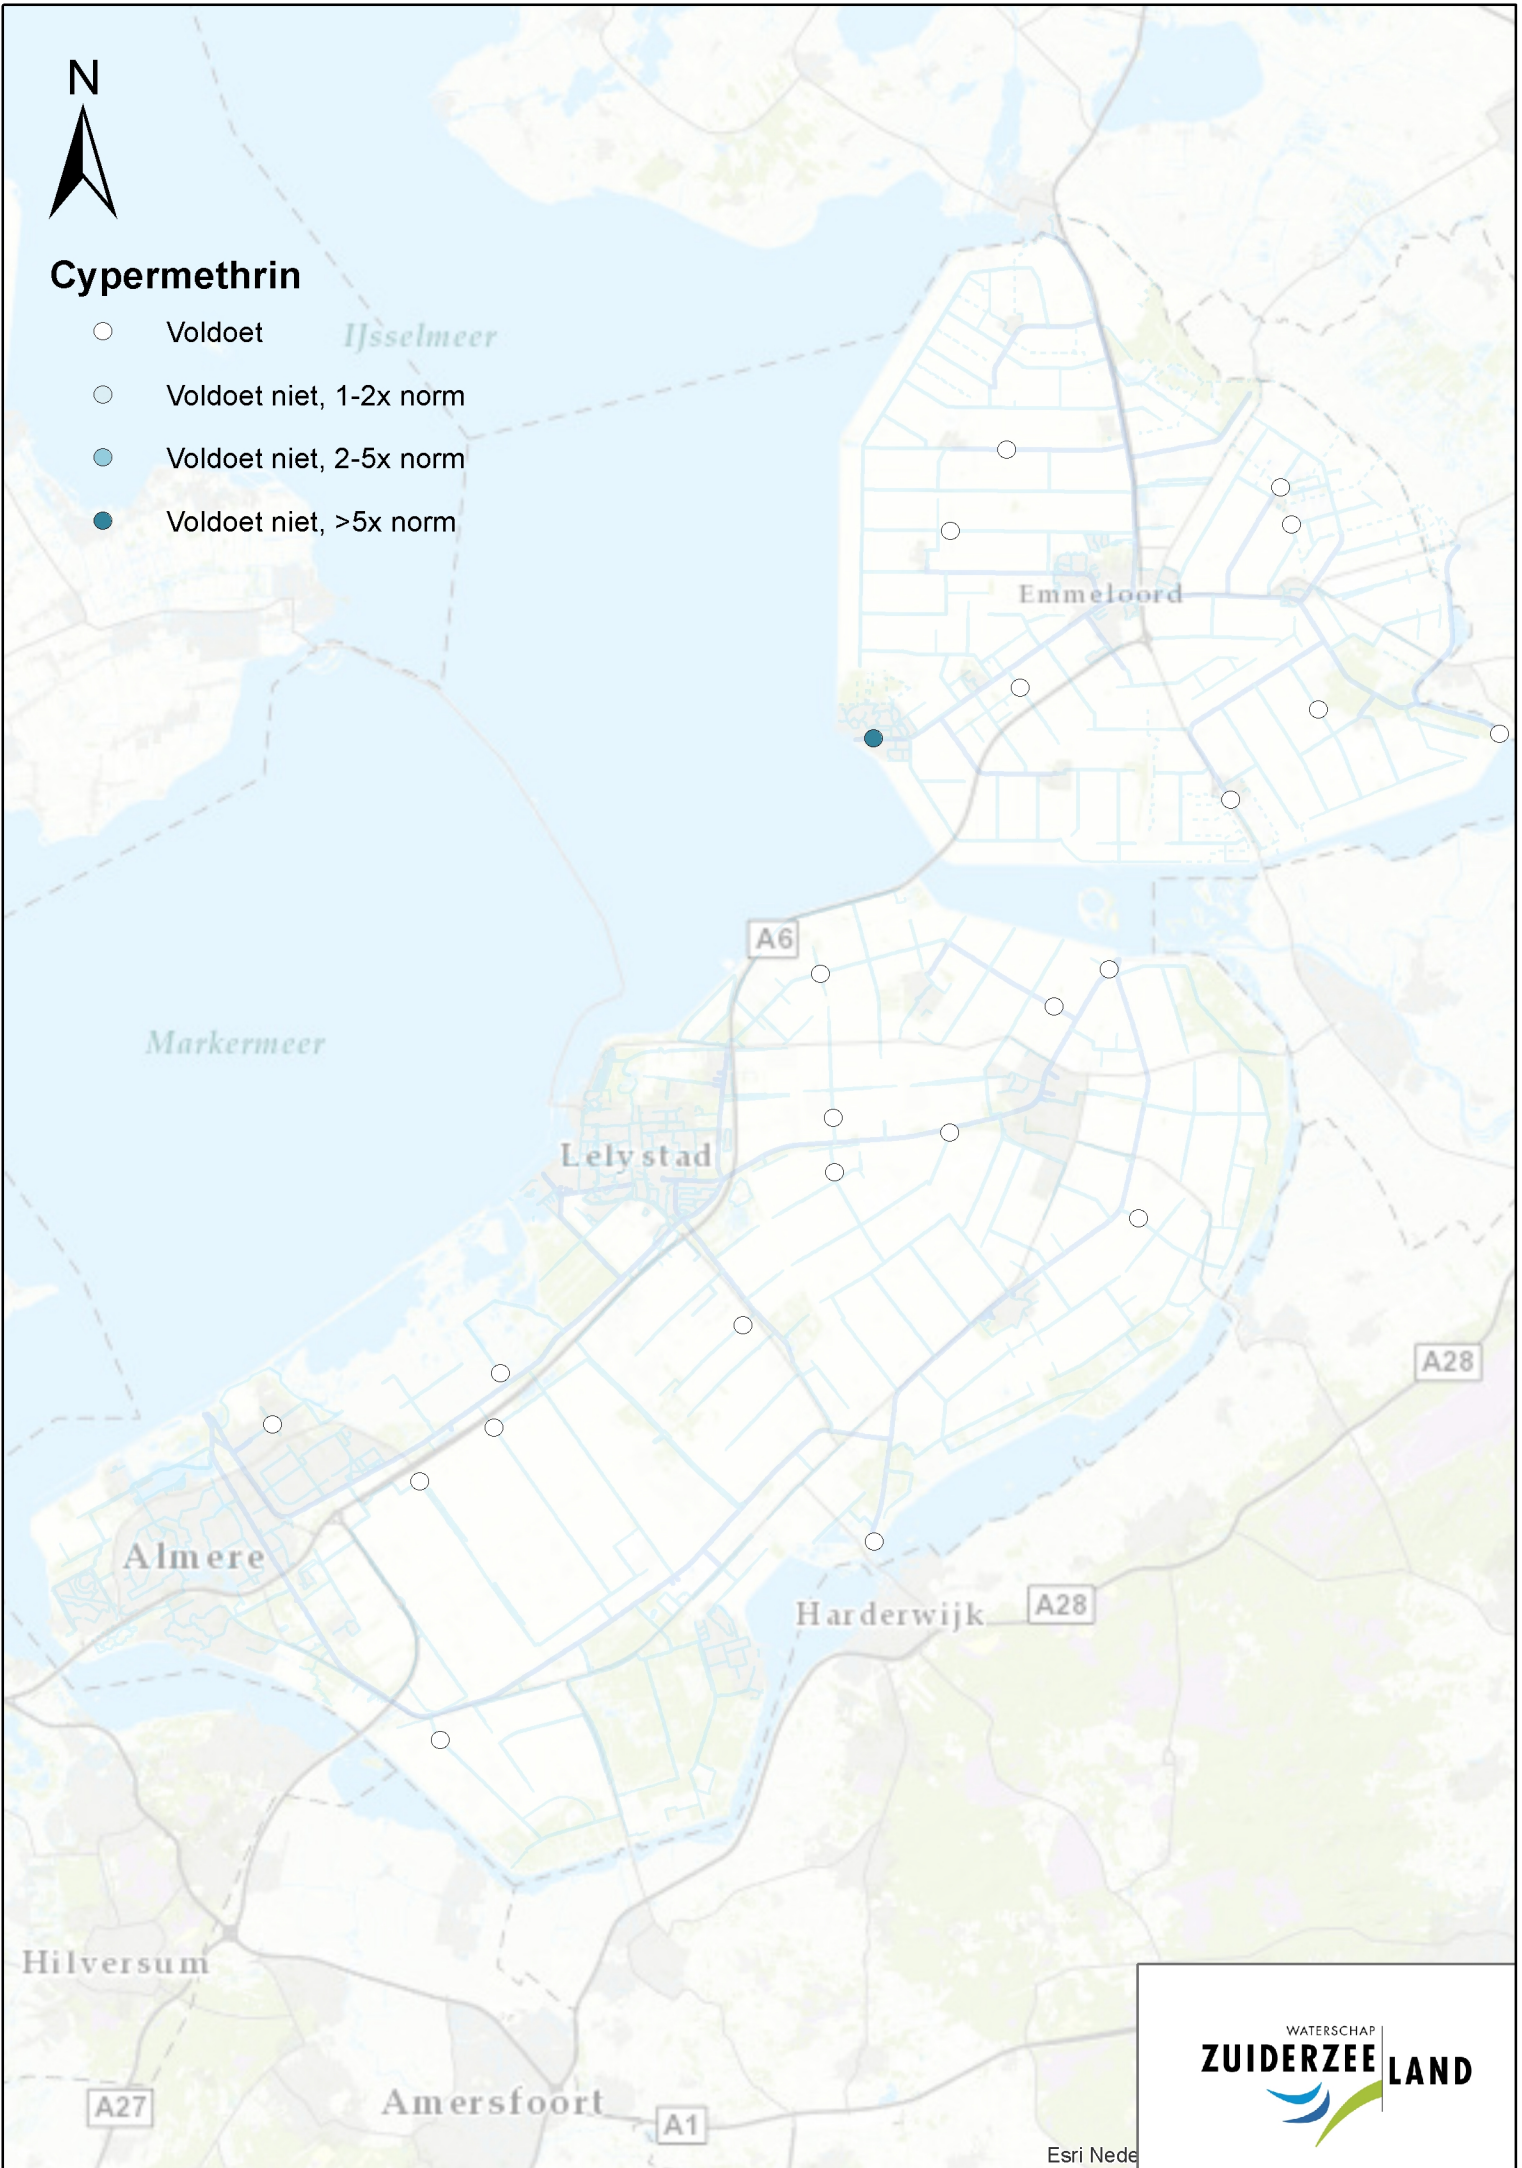 N
Cypermethrin
Voldoet
Voldoet niet, 1-2x norm
Voldoet niet, 2-5x norm
Voldoet niet, >5x norm
IJsselmeer
Emmeloord
A6
Markermeer
Lelystad
A28
Almere
Harderwijk
A28
Hilversum
A27
Amersfoort
A1
Esri Nede
WATERSCHAP
ZUIDERZEE
LAND